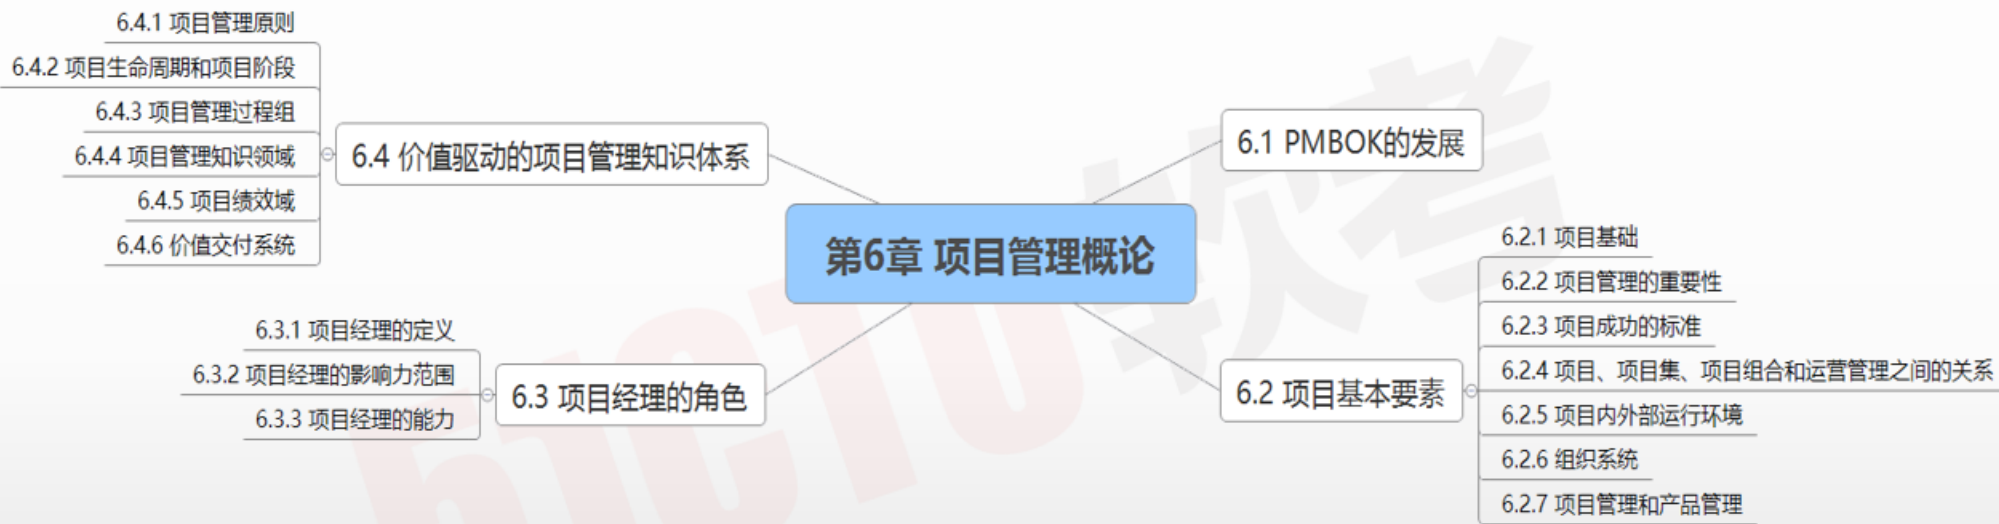 第6章 项目管理概论
6.1 PMBOK的发展
6.2 项目基本要素
6.2.1 项目基础
6.2.2 项目管理的重要性
6.2.3 项目成功的标准
6.2.4 项目、项目集、项目组合和运营管理之间的关系
6.2.5 项目内外部运行环境
6.2.6 组织系统
6.2.7 项目管理和产品管理
6.3 项目经理的角色
6.3.1 项目经理的定义
6.3.2 项目经理的影响力范围
6.3.3 项目经理的能力
6.4 价值驱动的项目管理知识体系
6.4.1 项目管理原则
6.4.2 项目生命周期和项目阶段
6.4.3 项目管理过程组
6.4.4 项目管理知识领域
6.4.5 项目绩效域
6.4.6 价值交付系统
51CTO软考